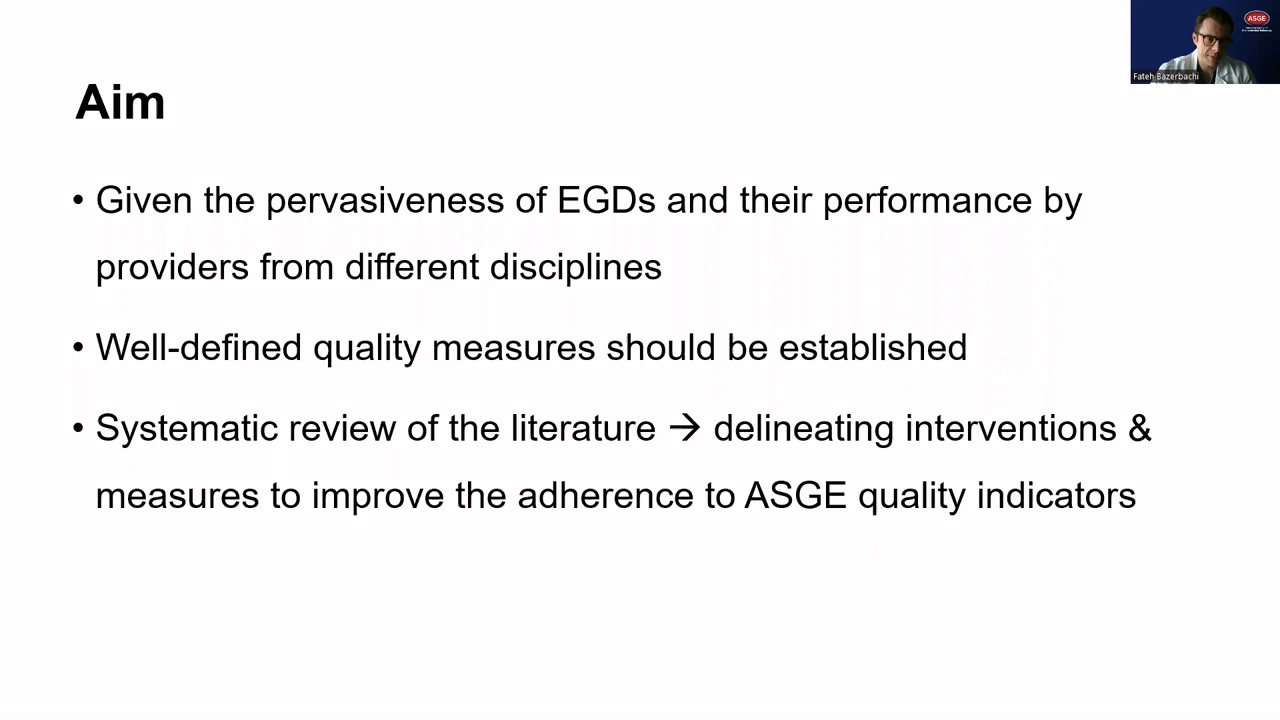 ASGE
Fateh Bazerbachi
Aim
• Given the pervasiveness of EGDs and their performance by
providers from different disciplines
• Well-defined quality measures should be established
• Systematic review of the literature → delineating interventions &
measures to improve the adherence to ASGE quality indicators